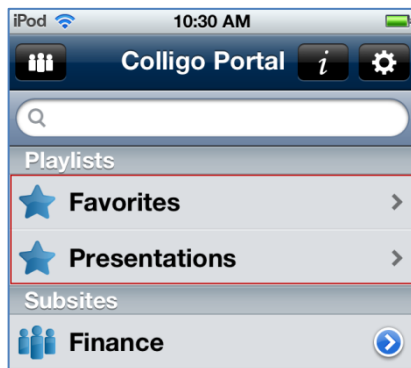 iPod 10:30 AM
Colligo Portal i
Playlists
Favorites
Presentations
Subsites
Finance